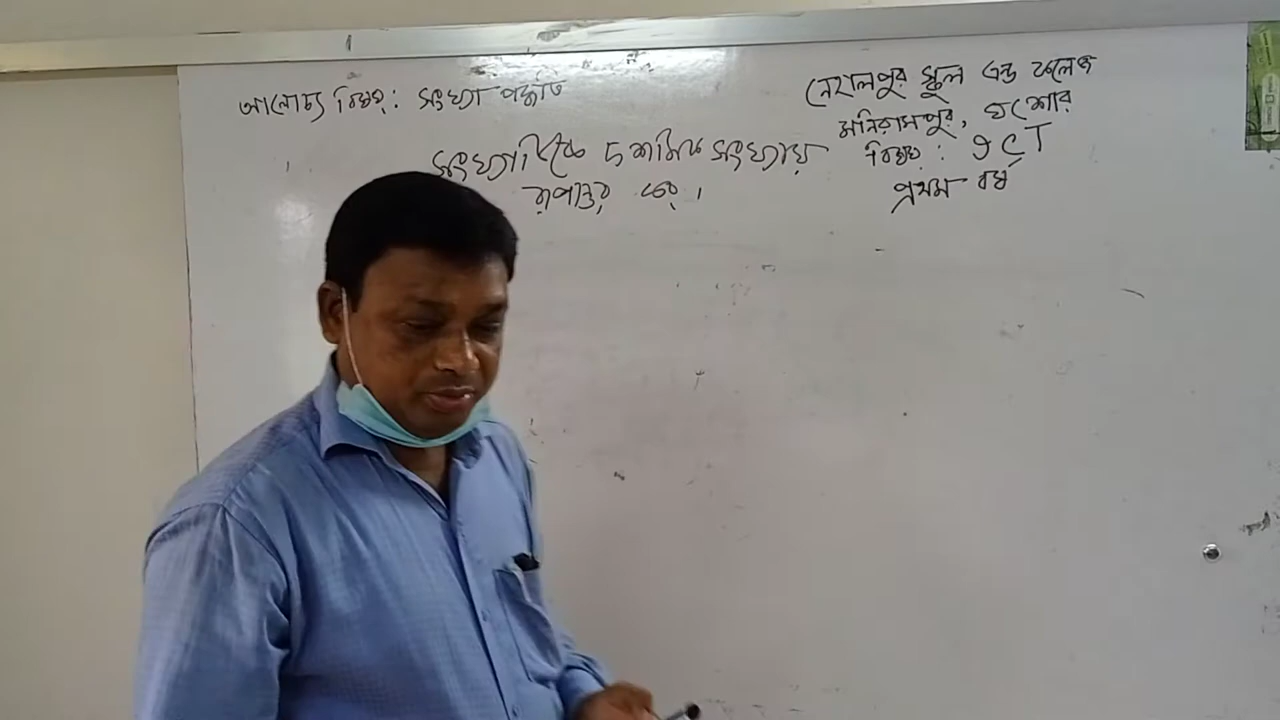 আলোচ্য বিষয়: সংখ্যা পদ্ধতি
সংখ্যাটিকে দশমিক সংখ্যায়
রূপান্তর কর।
নেহালপুর স্কুল এন্ড কলেজ
মনিরামপুর, যশোর
বিষয়: ICT
প্রথম বর্ষ